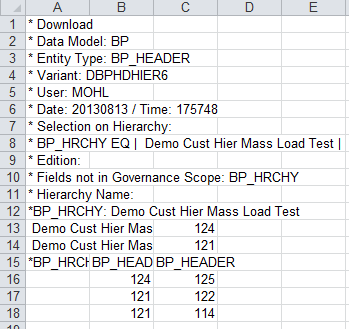 A B C D E
1 * Download
2 * Data Model: BP
3 * Entity Type: BP_HEADER
4 * Variant: DBPHDHIER6
5 * User: MOHL
6 * Date: 20130813 / Time: 175748
7 * Selection on Hierarchy:
8 * BP_HRCHY EQ | Demo Cust Hier Mass Load Test |
9 * Edition:
10 * Fields not in Governance Scope: BP_HRCHY
11 * Hierarchy Name:
12 *BP_HRCHY: Demo Cust Hier Mass Load Test
13 Demo Cust Hier Mas 124
14 Demo Cust Hier Mas 121
15 *BP_HRCH BP_HEAD BP_HEADER
16 124 125
17 121 122
18 121 114